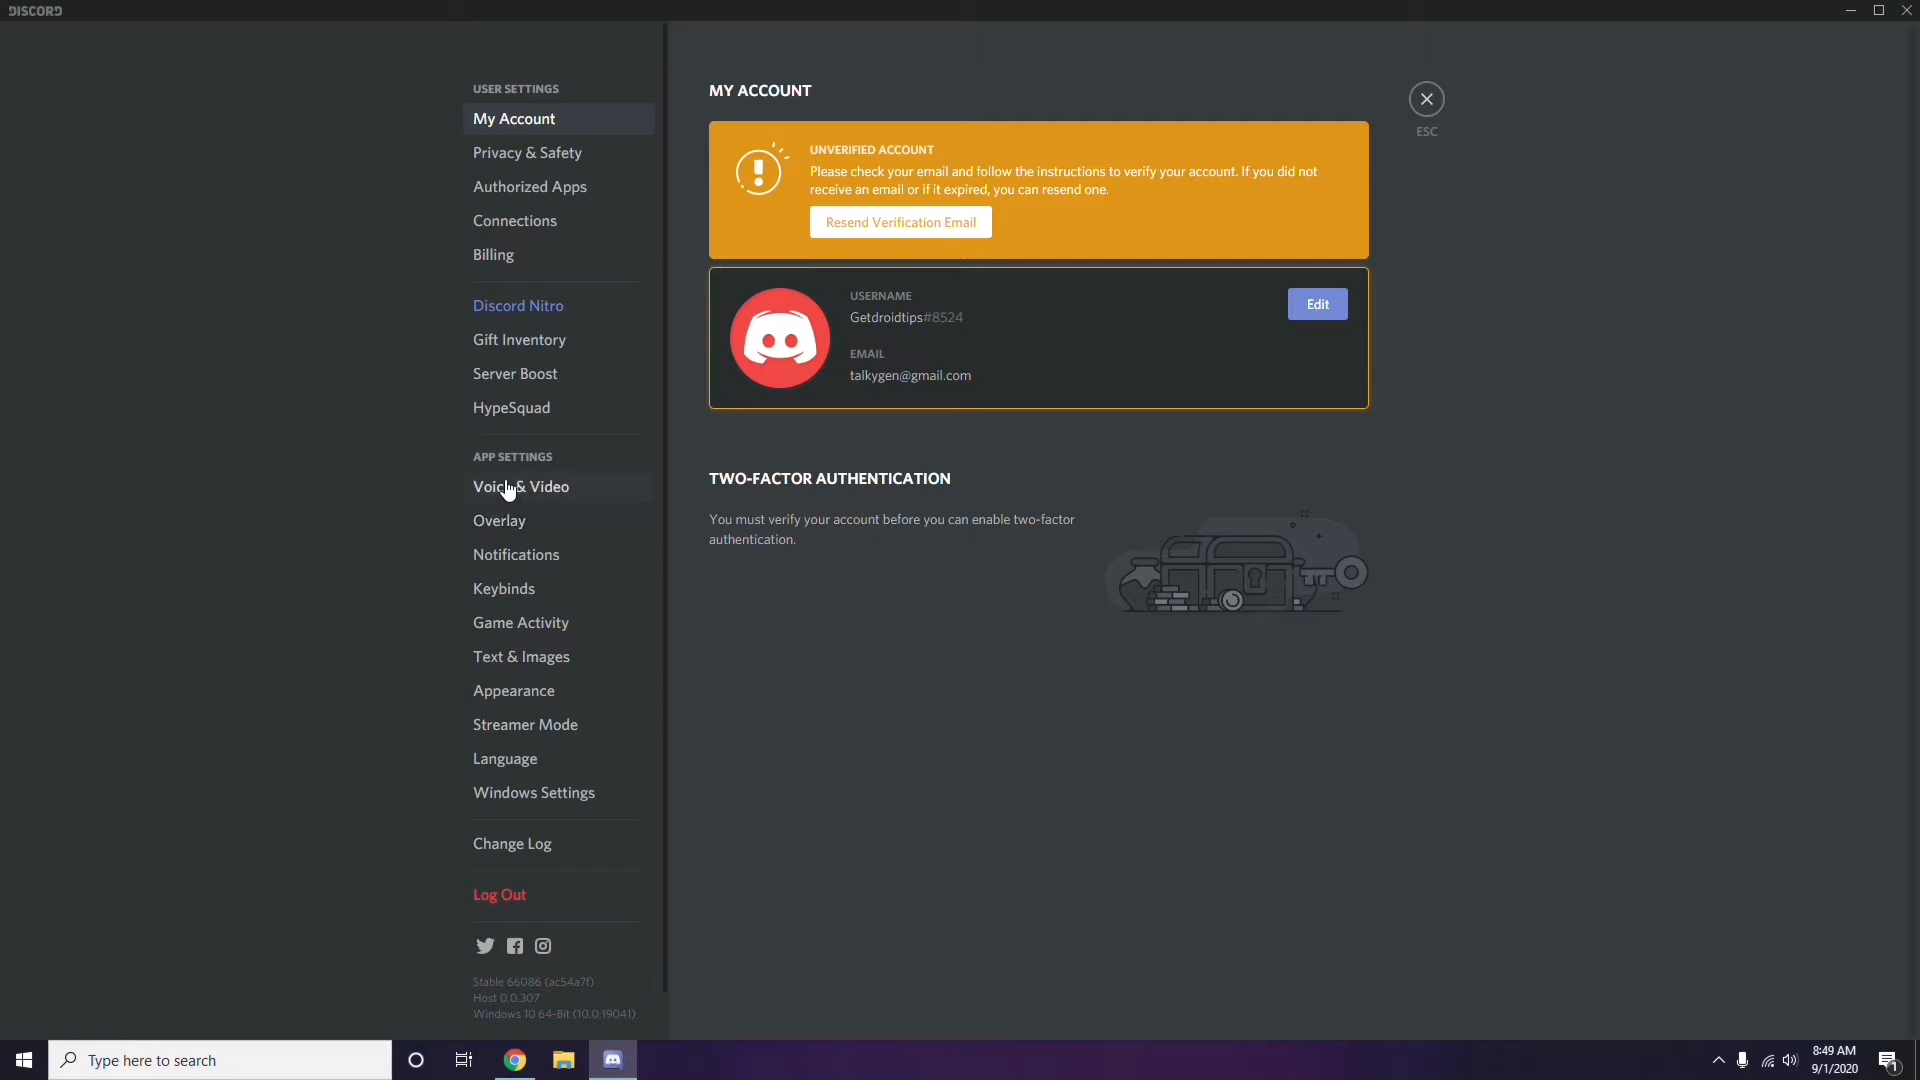 DISCORD
USER SETTINGS
My Account
Privacy & Safety
Authorized Apps
Connections
Billing
Discord Nitro
Gift Inventory
Server Boost
HypeSquad
APP SETTINGS
Voice & Video
Overlay
Notifications
Keybinds
Game Activity
Text & Images
Appearance
Streamer Mode
Language
Windows Settings
Change Log
Log Out
Stable 66086 (ac54a7f)
Host 0.0.307
Windows 10 64-Bit (10.0.19041)
MY ACCOUNT
ESC
UNVERIFIED ACCOUNT
Please check your email and follow the instructions to verify your account. If you did not
receive an email or if it expired, you can resend one.
Resend Verification Email
USERNAME
Getdroidtips#8524
Edit
EMAIL
talkygen@gmail.com
TWO-FACTOR AUTHENTICATION
You must verify your account before you can enable two-factor
authentication.
Type here to search
8:49 AM
9/1/2020
1